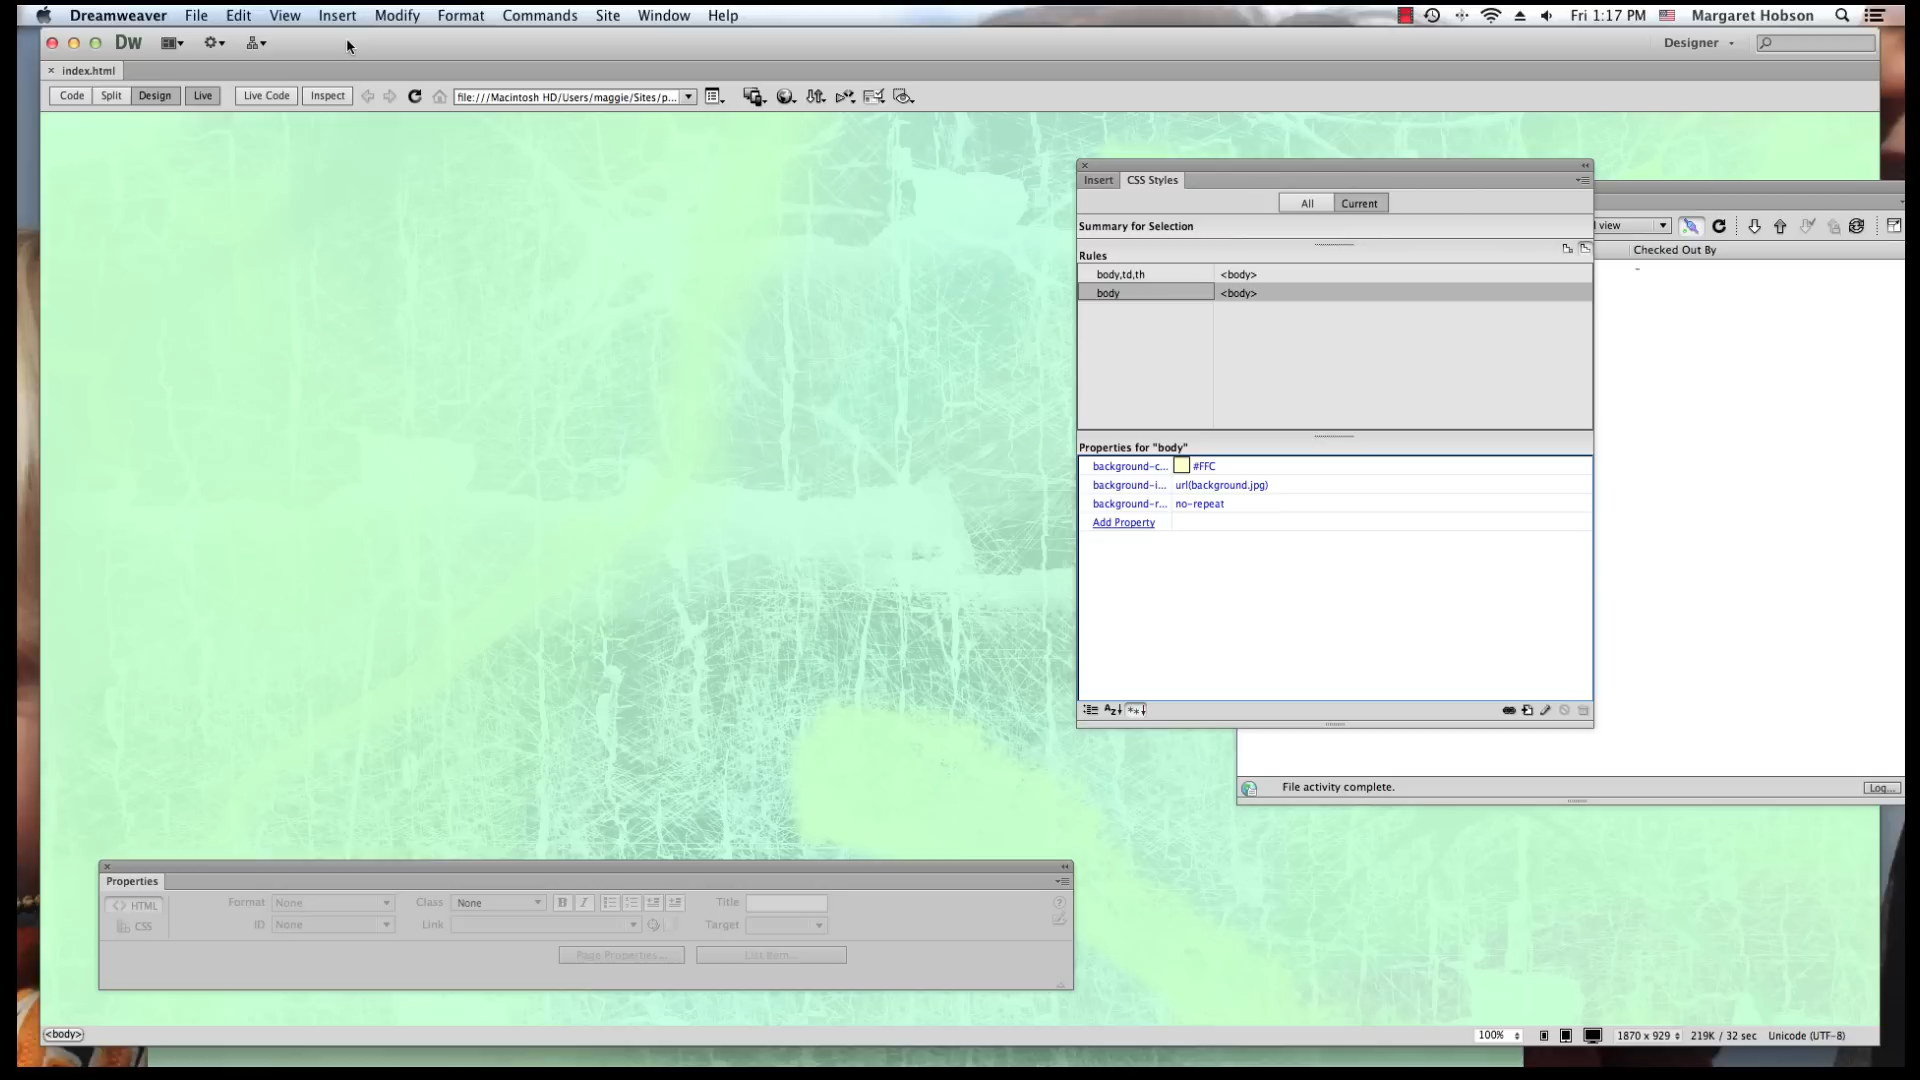 Dreamweaver File Edit View Insert Modify Format Commands Site Window Help Fri 1:17 PM Margaret Hobson
Dw Designer
index.html
Code Split Design Live Live Code Inspect file:///Macintosh HD/Users/maggie/Sites/p...
Insert CSS Styles
All Current
Summary for Selection
view
Checked Out By
Rules
body,td,th <body>
body <body>
Properties for "body"
background-c... #FFC
background-i... url(background.jpg)
background-r... no-repeat
Add Property
File activity complete. Log...
Properties
<> HTML Format None Class None B I Title
CSS ID None Link Target
Page Properties... List Item...
<body> 100% 1870 x 929 219K / 32 sec Unicode (UTF-8)